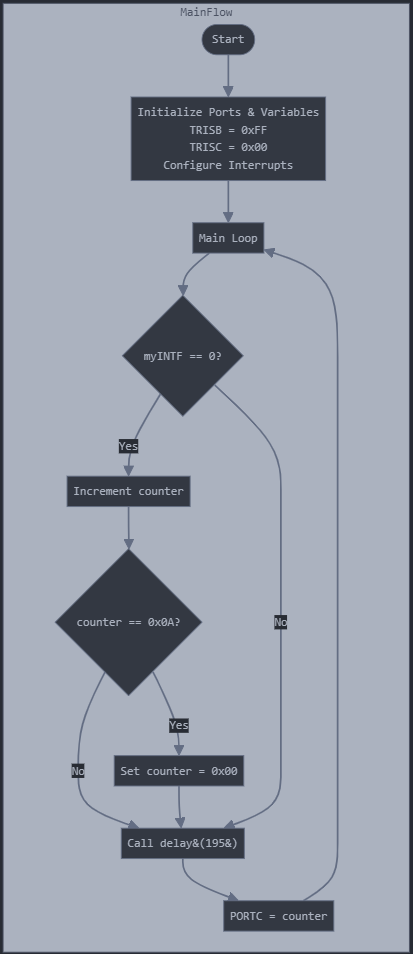 MainFlow
Start
Initialize Ports & Variables
TRISB = 0xFF
TRISC = 0x00
Configure Interrupts
Main Loop
myINTF == 0?
Yes
Increment counter
counter == 0x0A?
No
Yes
No
Set counter = 0x00
Call delay&(195&)
PORTC = counter